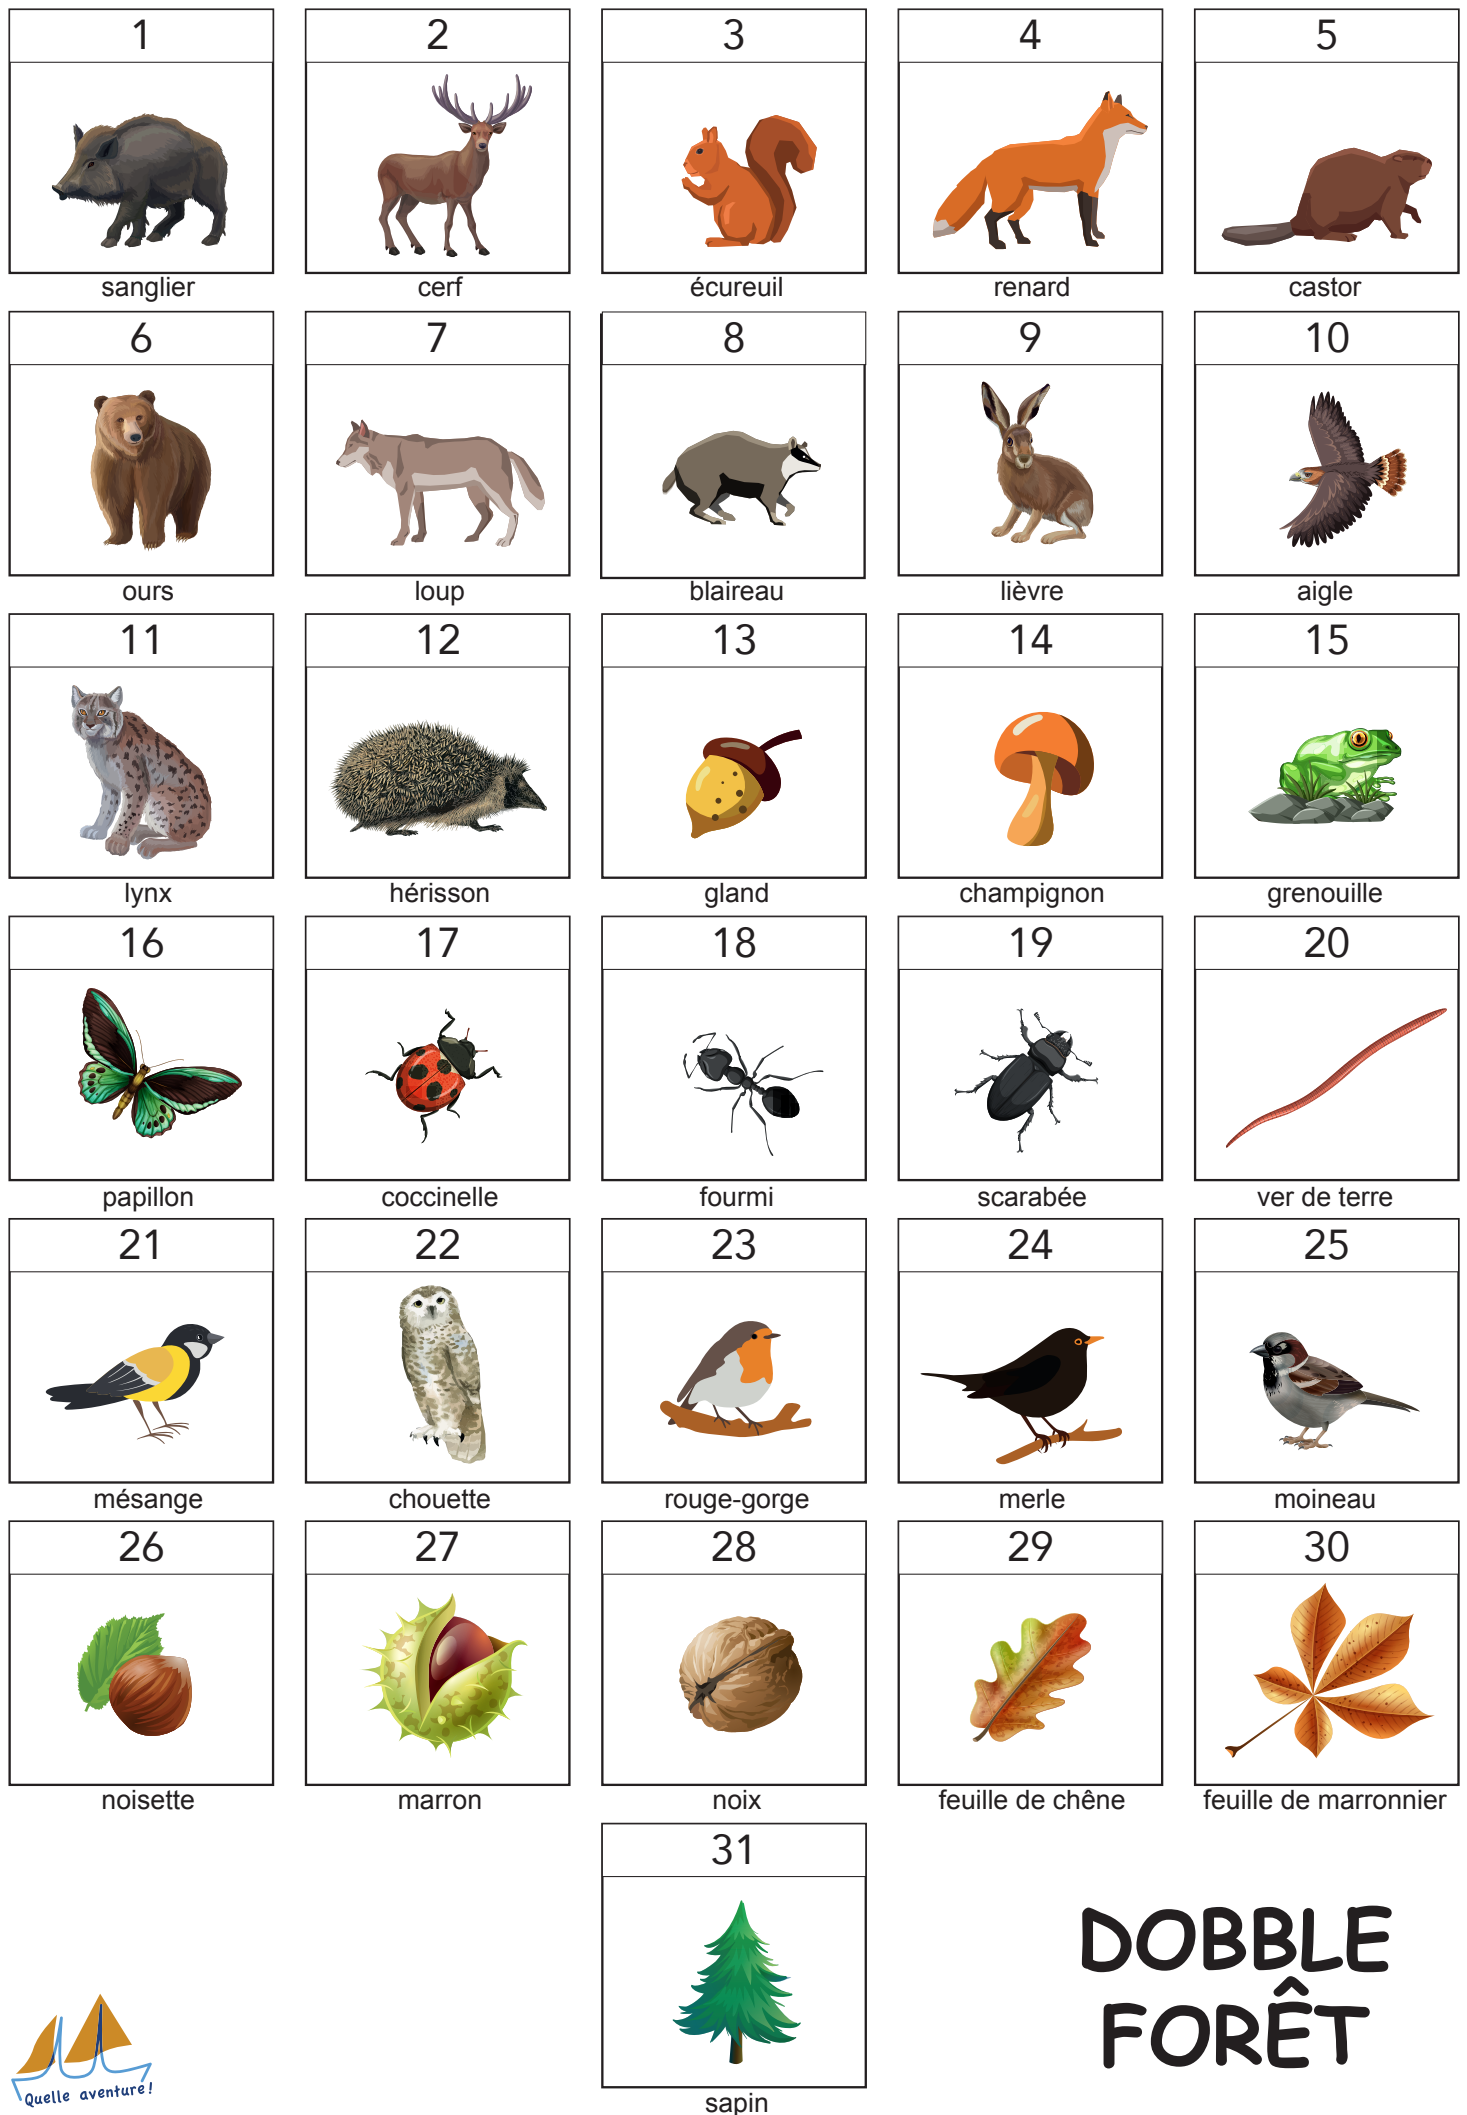 1 2 3 4 5
sanglier cerf écureuil renard castor
6 7 8 9 10
ours loup blaireau lièvre aigle
11 12 13 14 15
lynx hérisson gland champignon grenouille
16 17 18 19 20
papillon coccinelle fourmi scarabée ver de terre
21 22 23 24 25
mésange chouette rouge-gorge merle moineau
26 27 28 29 30
noisette marron noix feuille de chêne feuille de marronnier
31
sapin
DOBBLE
FORÊT
Quelle aventure!